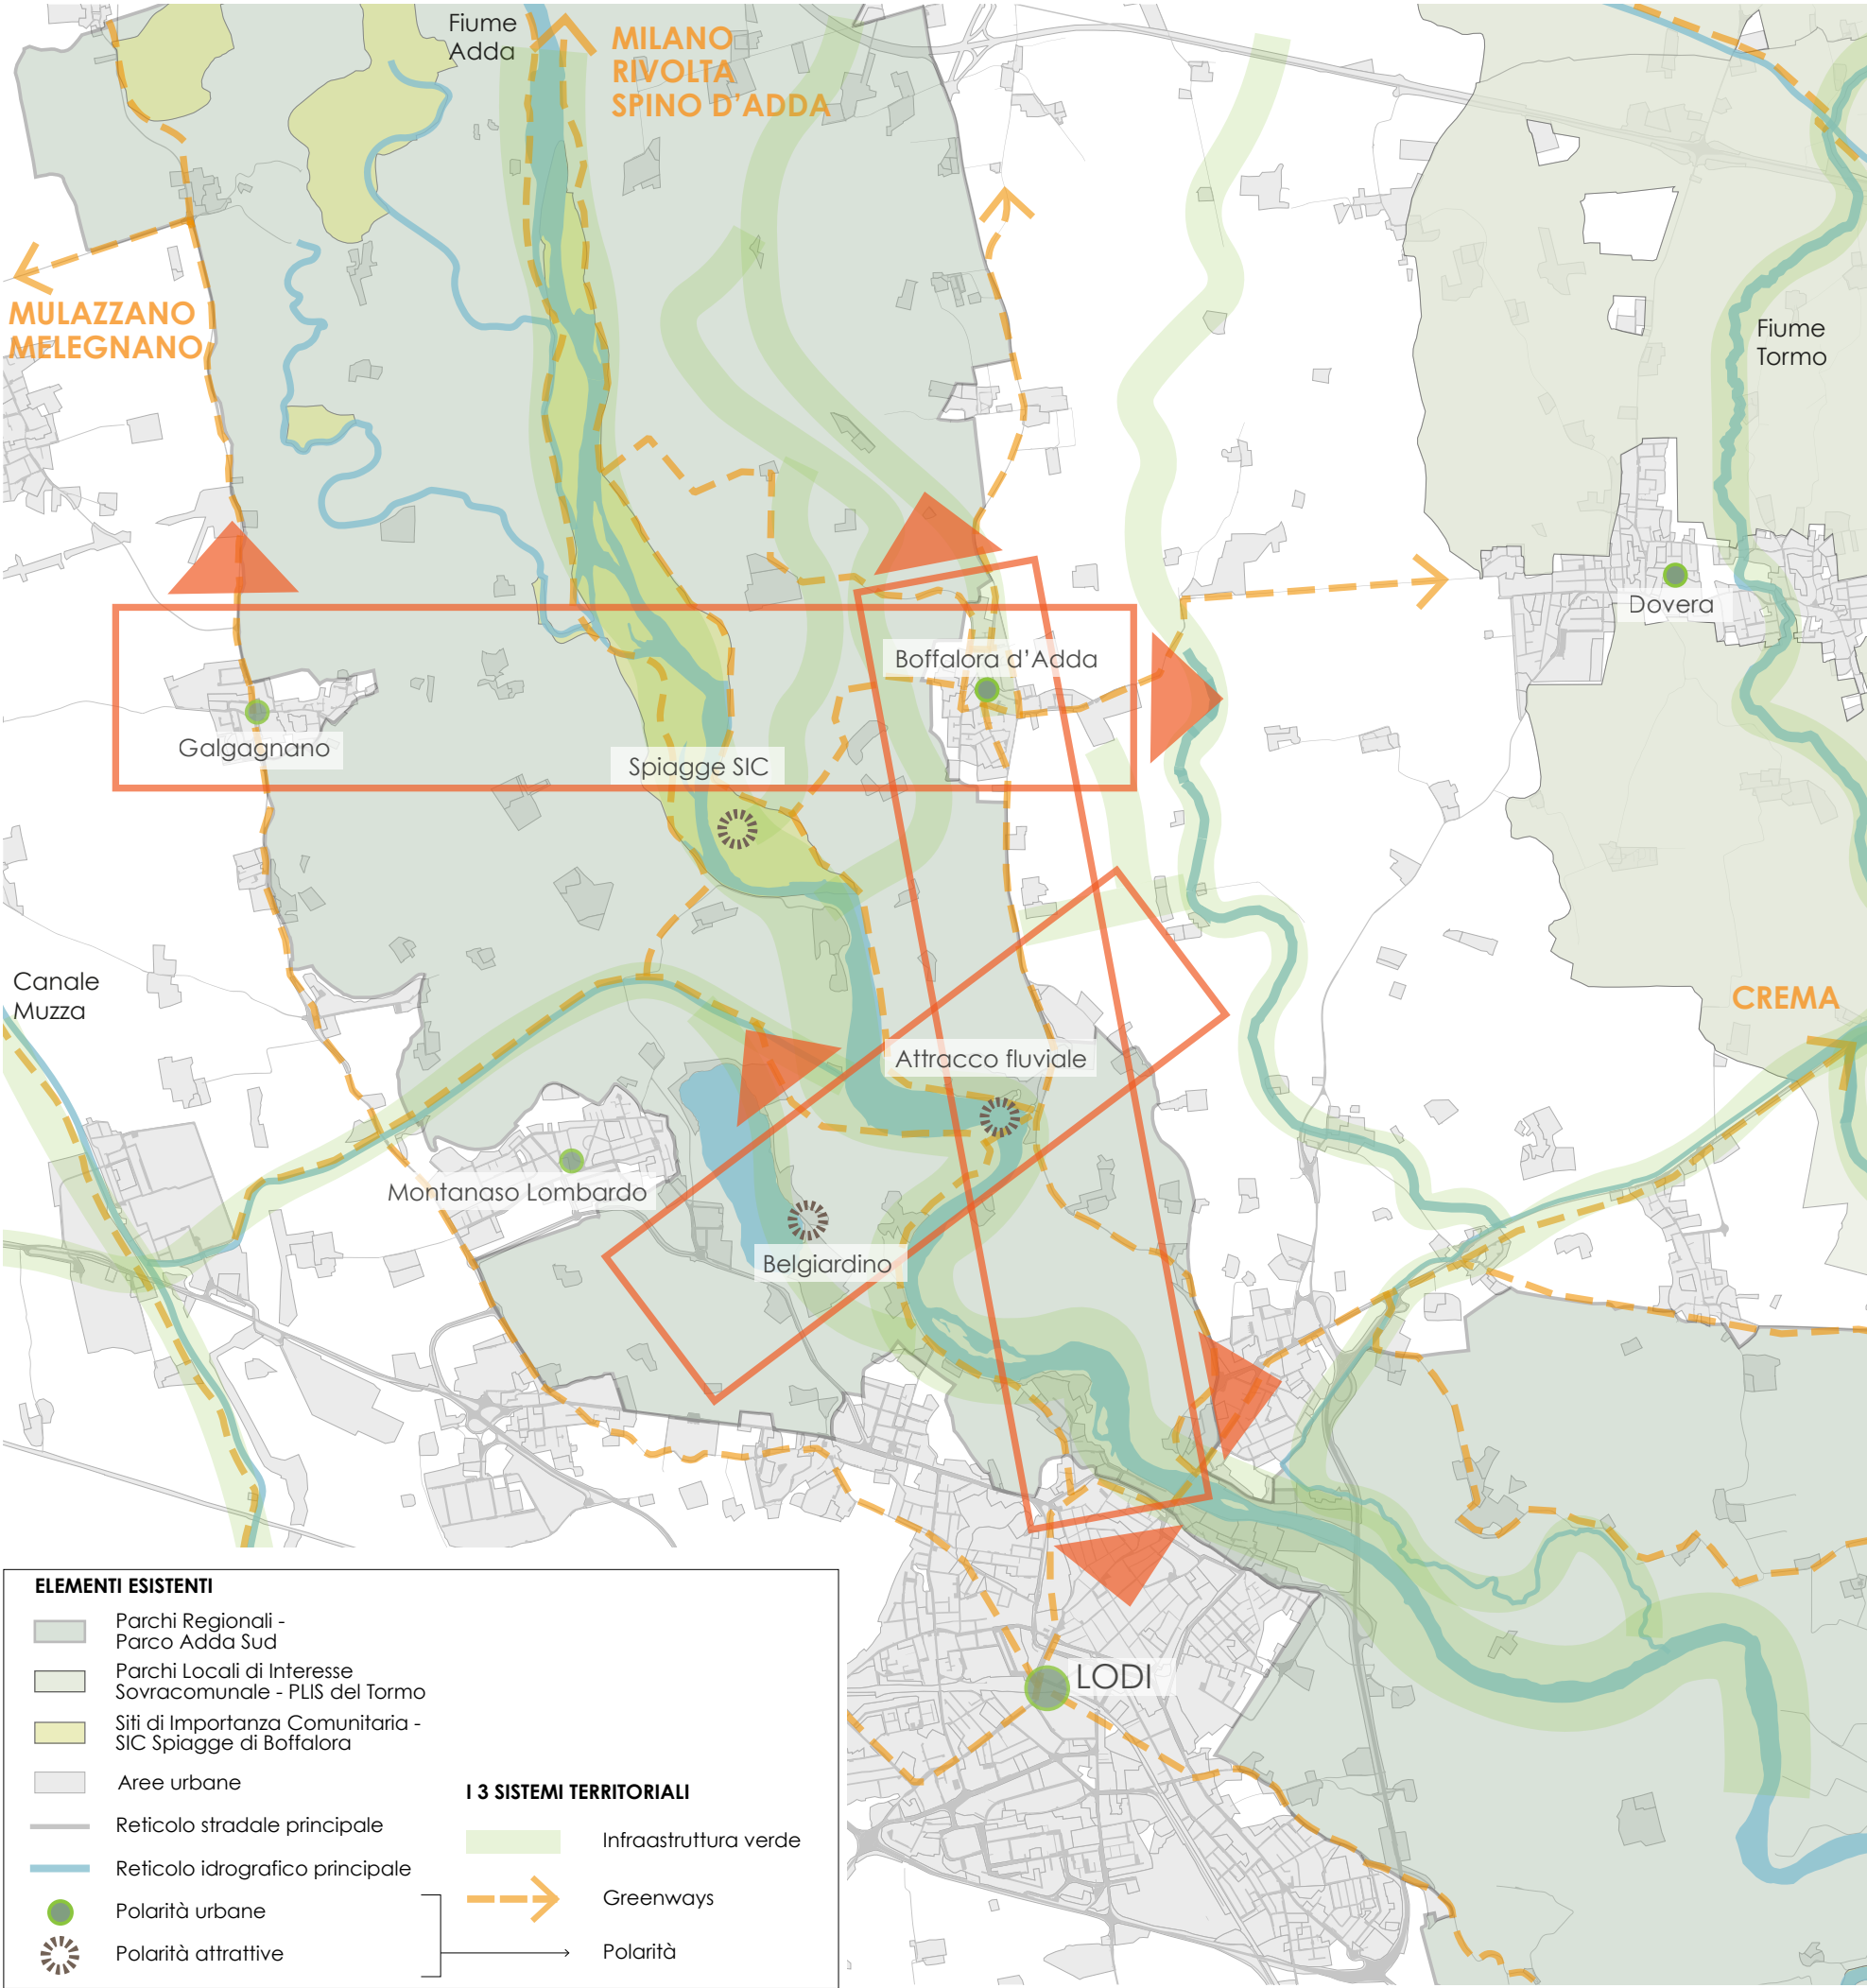 Fiume
Adda
MILANO
RIVOLTA
SPINO D'ADDA
MULAZZANO
MELEGNANO
Fiume
Tormo
Dovera
Boffalora d'Adda
Galgagnano
Spiagge SIC
Canale
Muzza
CREMA
Attracco fluviale
Montanaso Lombardo
Belgiardino
LODI
ELEMENTI ESISTENTI
Parchi Regionali -
Parco Adda Sud
Parchi Locali di Interesse
Sovracomunale - PLIS del Tormo
Siti di Importanza Comunitaria -
SIC Spiagge di Boffalora
Aree urbane
Reticolo stradale principale
Reticolo idrografico principale
Polarità urbane
Polarità attrattive
I 3 SISTEMI TERRITORIALI
Infraastruttura verde
Greenways
Polarità